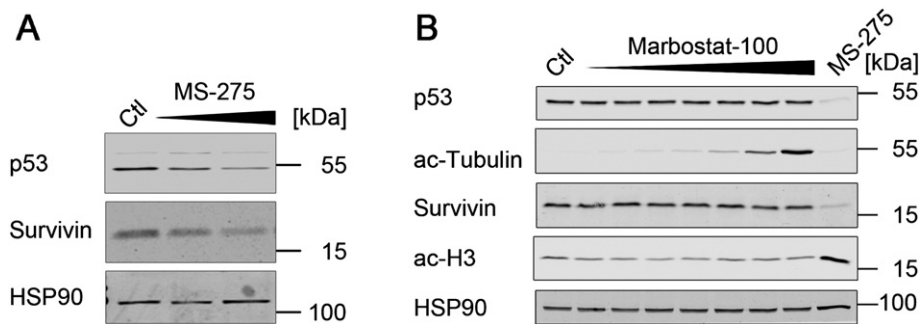 A
Ctl
MS-275
[kDa]
p53
55
Survivin
15
HSP90
100
B
Ctl
Marbostat-100
MS-275
[kDa]
p53
55
ac-Tubulin
55
Survivin
15
ac-H3
15
HSP90
100